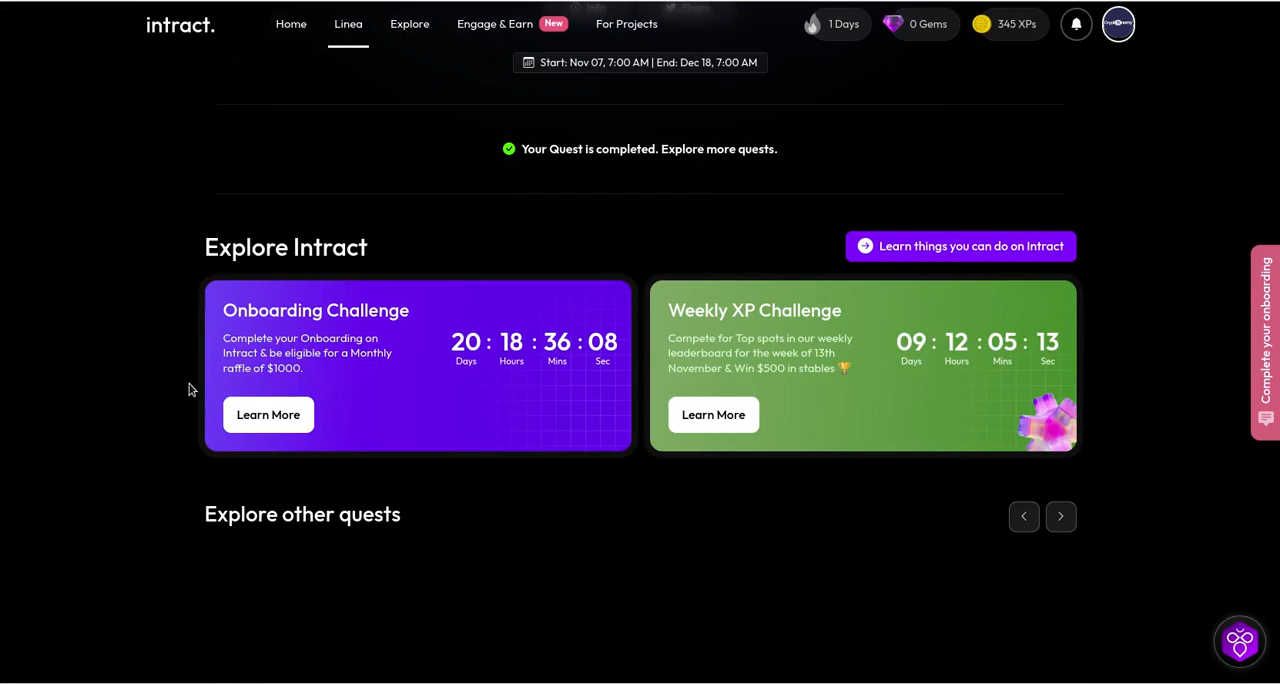 intract.
Home
Linea
Explore
Engage & Earn
New
For Projects
1 Days
0 Gems
345 XPs
Info
Share
Start: Nov 07, 7:00 AM | End: Dec 18, 7:00 AM
Your Quest is completed. Explore more quests.
Explore Intract
Learn things you can do on Intract
Onboarding Challenge
Complete your Onboarding on
Intract & be eligible for a Monthly
raffle of $1000.
20 : 18 : 36 : 08
Days Hours Mins Sec
Learn More
Weekly XP Challenge
Compete for Top spots in our weekly
leaderboard for the week of 13th
November & Win $500 in stables 🏆
09 : 12 : 05 : 13
Days Hours Mins Sec
Learn More
Complete your onboarding
Explore other quests